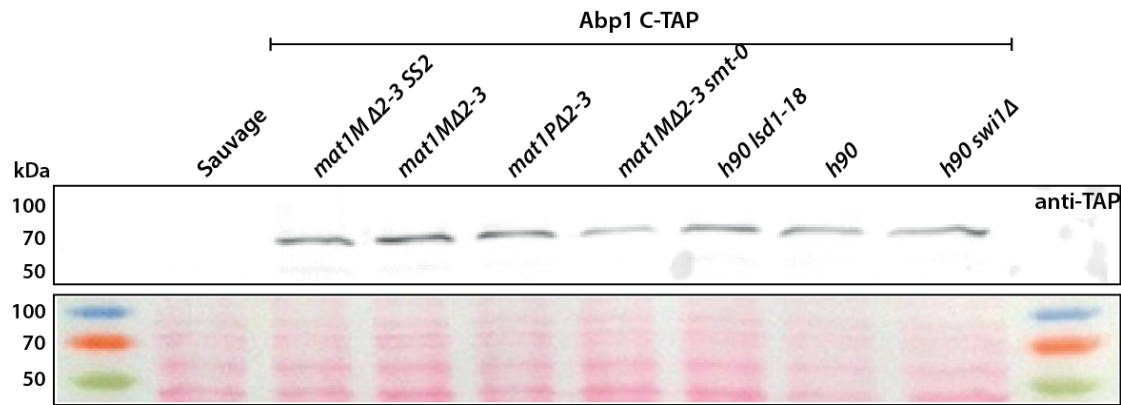 Abp1 C-TAP
Sauvage
mat1M Δ2-3 SS2
mat1MΔ2-3
mat1PΔ2-3
mat1MΔ2-3 smt-0
h90 lsd1-18
h90
h90 swi1Δ
kDa
100
70
50
anti-TAP
100
70
50